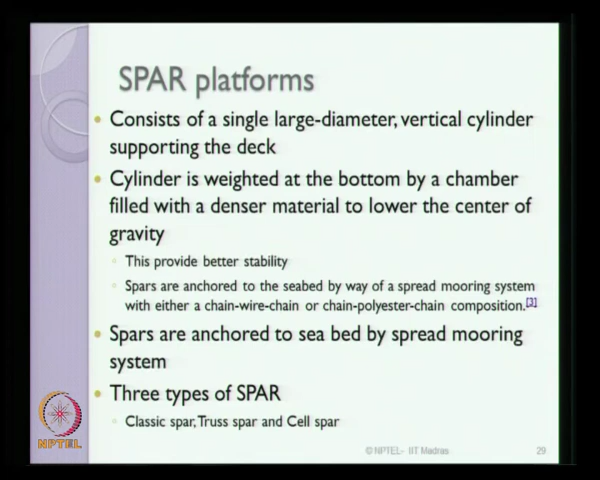 SPAR platforms
Consists of a single large-diameter, vertical cylinder
supporting the deck
Cylinder is weighted at the bottom by a chamber
filled with a denser material to lower the center of
gravity
This provide better stability
Spars are anchored to the seabed by way of a spread mooring system
with either a chain-wire-chain or chain-polyester-chain composition.[3]
Spars are anchored to sea bed by spread mooring
system
Three types of SPAR
Classic spar, Truss spar and Cell spar
NPTEL
© NPTEL- IIT Madras
29